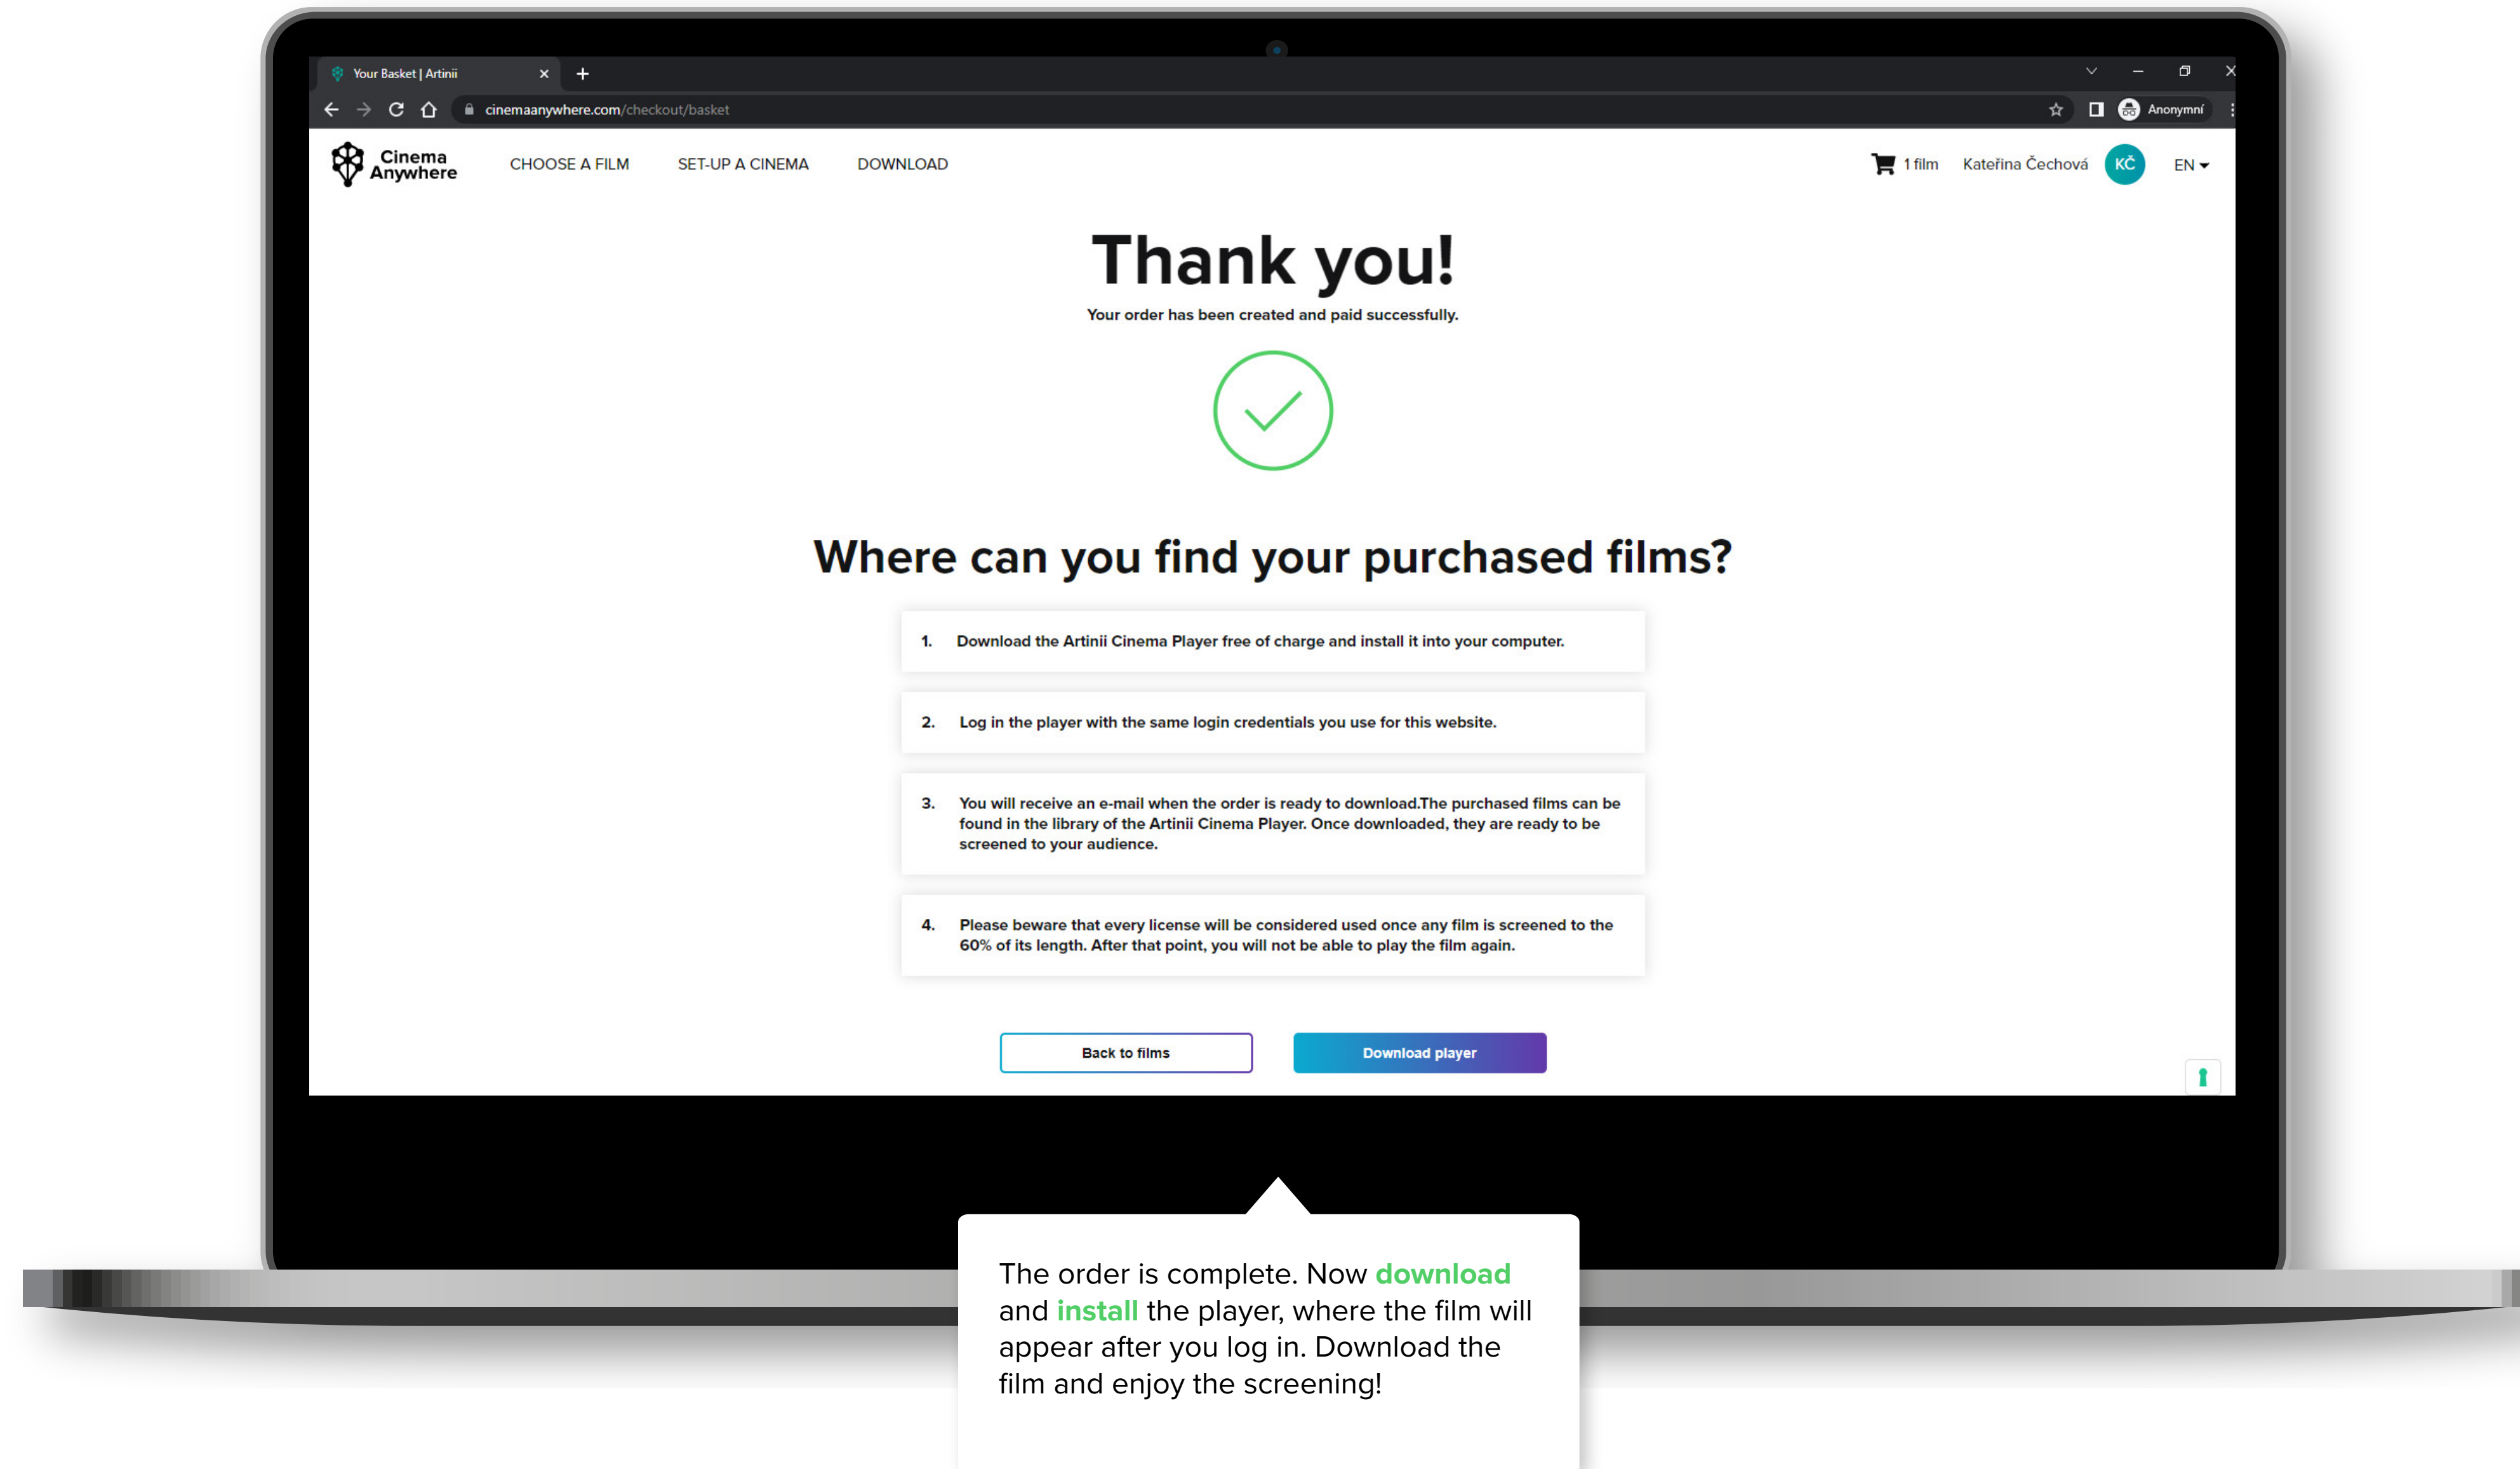 Your Basket | Artinii
cinemaanywhere.com/checkout/basket
Anonymní
Cinema
Anywhere
CHOOSE A FILM
SET-UP A CINEMA
DOWNLOAD
1 film
Kateřina Čechová
KČ
EN
Thank you!
Your order has been created and paid successfully.
Where can you find your purchased films?
1. Download the Artinii Cinema Player free of charge and install it into your computer.
2. Log in the player with the same login credentials you use for this website.
3. You will receive an e-mail when the order is ready to download.The purchased films can be
found in the library of the Artinii Cinema Player. Once downloaded, they are ready to be
screened to your audience.
4. Please beware that every license will be considered used once any film is screened to the
60% of its length. After that point, you will not be able to play the film again.
Back to films
Download player
The order is complete. Now download
and install the player, where the film will
appear after you log in. Download the
film and enjoy the screening!